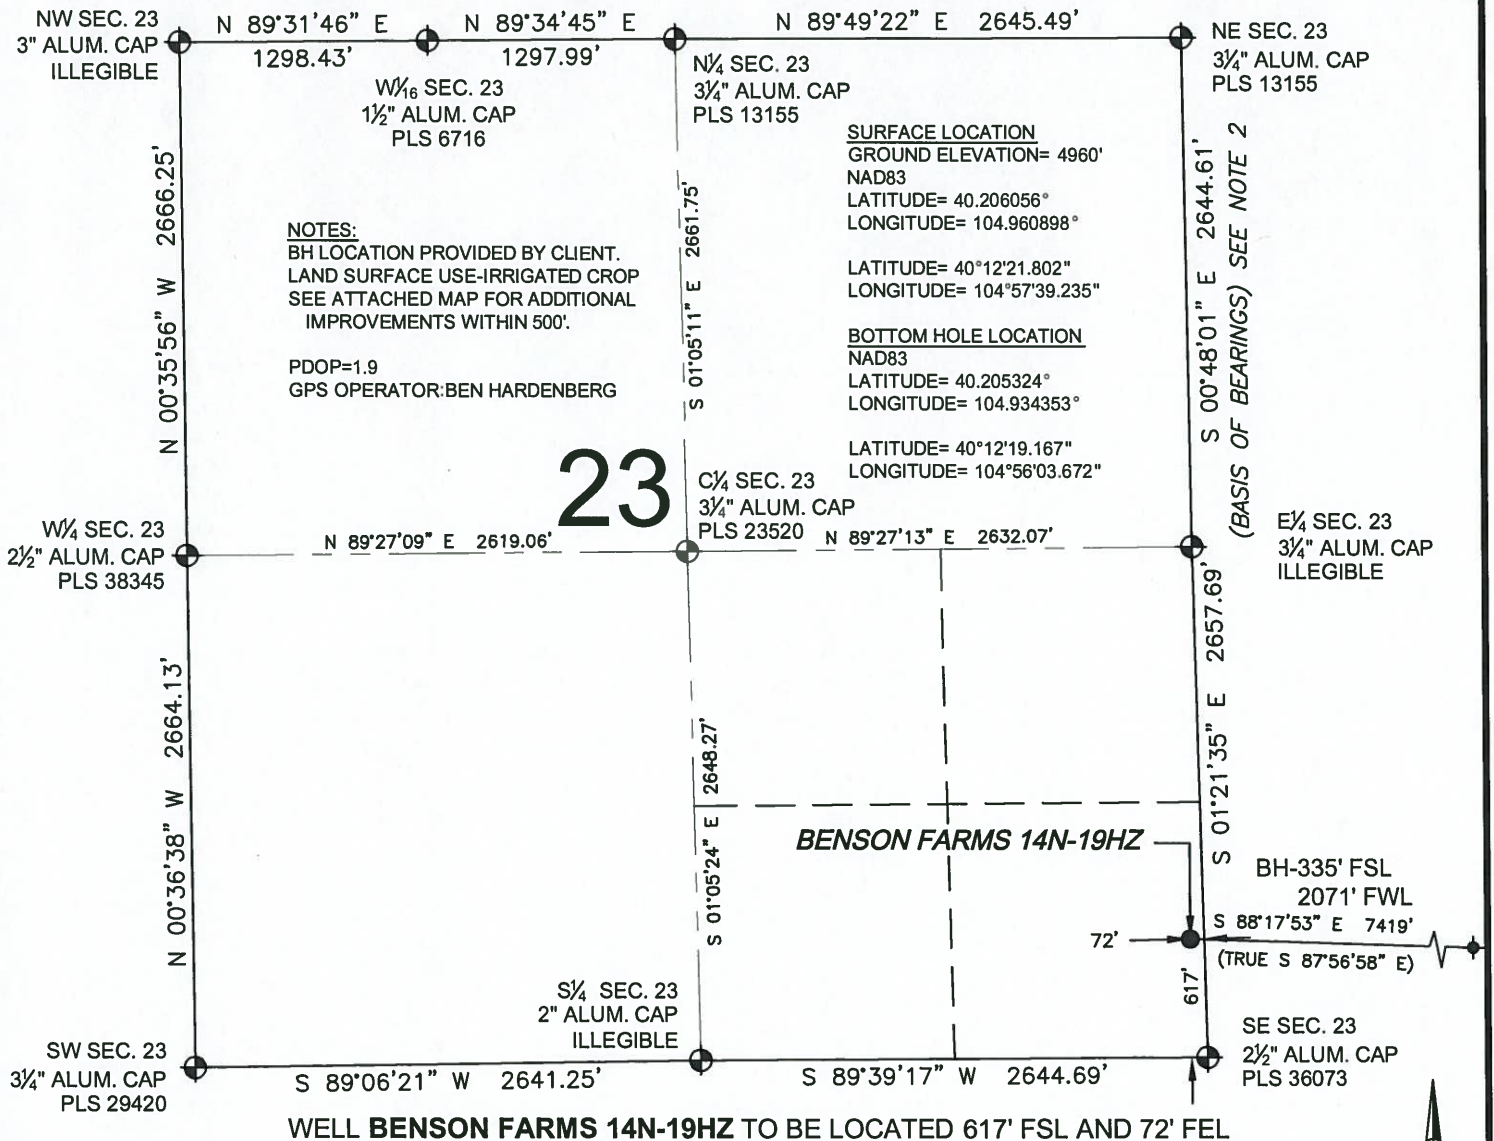 NW SEC. 23
3" ALUM. CAP
ILLEGIBLE
N 89°31'46" E
1298.43'
N 89°34'45" E
1297.99'
N 89°49'22" E 2645.49'
NE SEC. 23
3¼" ALUM. CAP
PLS 13155
W1/16 SEC. 23
1½" ALUM. CAP
PLS 6716
N¼ SEC. 23
3¼" ALUM. CAP
PLS 13155
SURFACE LOCATION
GROUND ELEVATION= 4960'
NAD83
LATITUDE= 40.206056°
LONGITUDE= 104.960898°
LATITUDE= 40°12'21.802"
LONGITUDE= 104°57'39.235"
BOTTOM HOLE LOCATION
NAD83
LATITUDE= 40.205324°
LONGITUDE= 104.934353°
LATITUDE= 40°12'19.167"
LONGITUDE= 104°56'03.672"
NOTES:
BH LOCATION PROVIDED BY CLIENT.
LAND SURFACE USE-IRRIGATED CROP
SEE ATTACHED MAP FOR ADDITIONAL
IMPROVEMENTS WITHIN 500'.
PDOP=1.9
GPS OPERATOR:BEN HARDENBERG
N 00°35'56" W 2666.25'
S 01°05'11" E 2661.75'
S 00°48'01" E 2644.61'
(BASIS OF BEARINGS) SEE NOTE 2
23
C¼ SEC. 23
3¼" ALUM. CAP
PLS 23520
W¼ SEC. 23
2½" ALUM. CAP
PLS 38345
N 89°27'09" E 2619.06'
N 89°27'13" E 2632.07'
E¼ SEC. 23
3¼" ALUM. CAP
ILLEGIBLE
N 00°36'38" W 2664.13'
S 01°05'24" E 2648.27'
S 01°21'35" E 2657.69'
BENSON FARMS 14N-19HZ
BH-335' FSL
2071' FWL
S 88°17'53" E 7419'
(TRUE S 87°56'58" E)
72'
617'
S¼ SEC. 23
2" ALUM. CAP
ILLEGIBLE
SW SEC. 23
3¼" ALUM. CAP
PLS 29420
S 89°06'21" W 2641.25'
S 89°39'17" W 2644.69'
SE SEC. 23
2½" ALUM. CAP
PLS 36073
WELL BENSON FARMS 14N-19HZ TO BE LOCATED 617' FSL AND 72' FEL